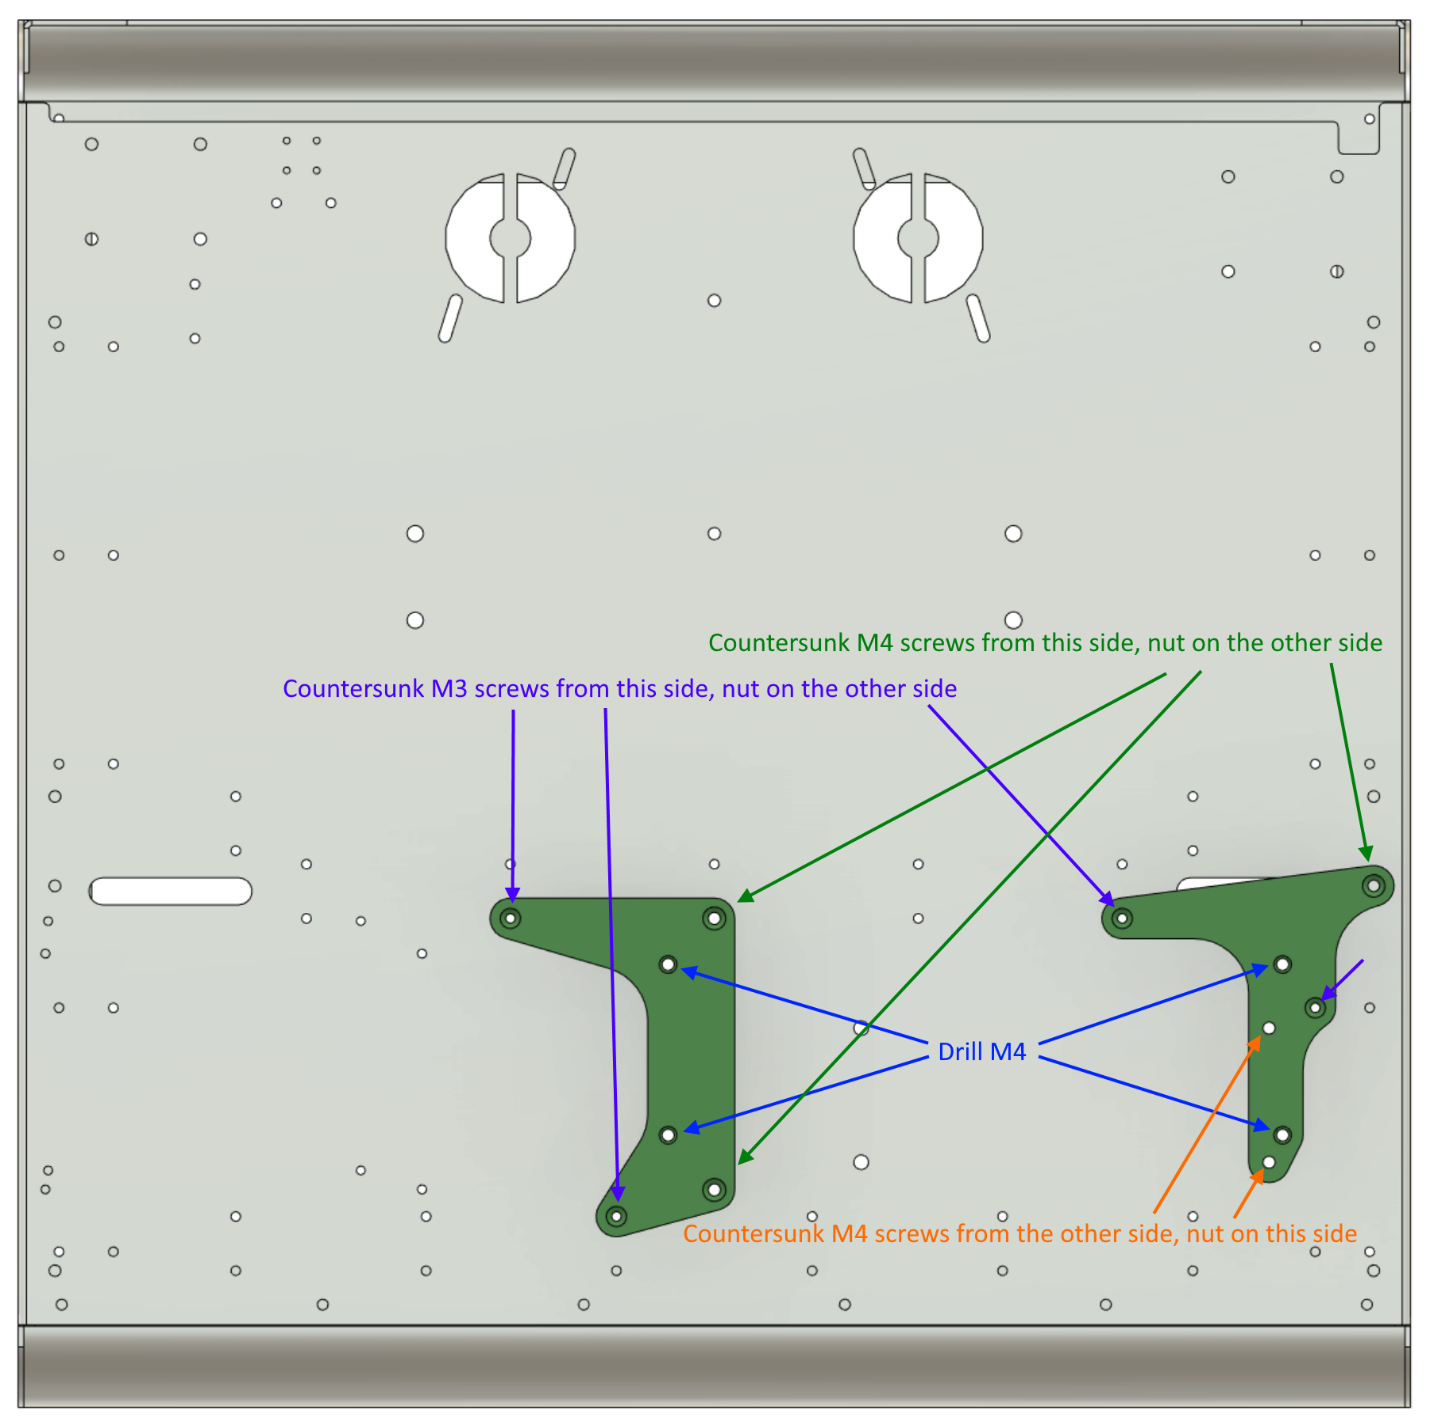 Countersunk M4 screws from this side, nut on the other side
Countersunk M3 screws from this side, nut on the other side
Drill M4
Countersunk M4 screws from the other side, nut on this side